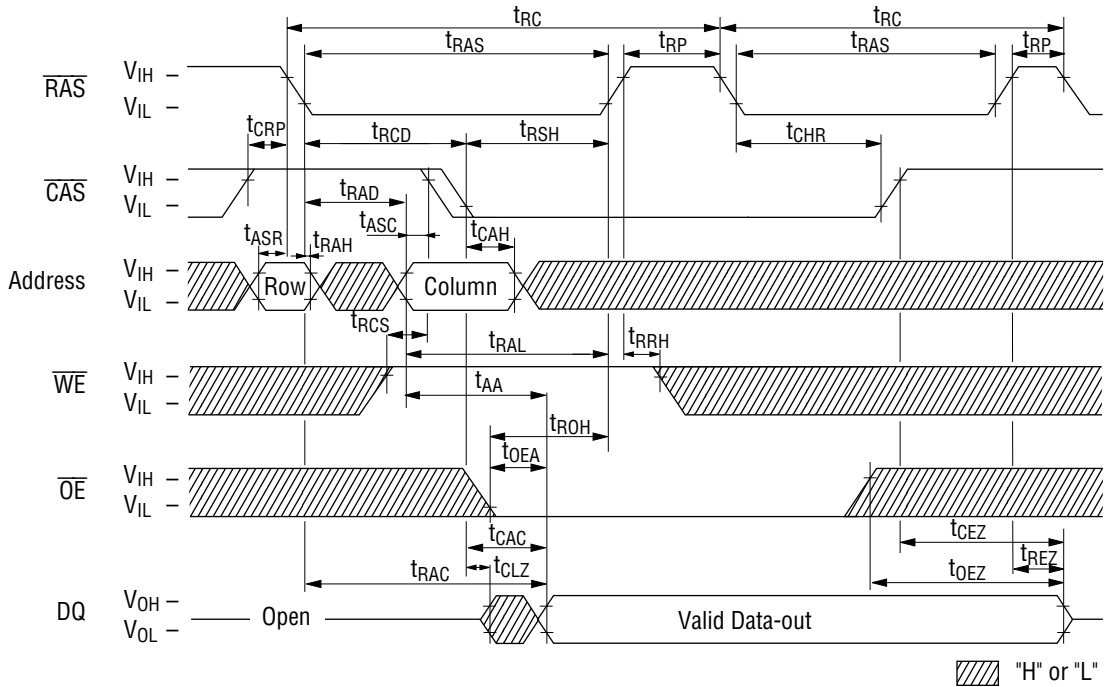 tRC tRC
tRAS tRP tRAS tRP
RAS VIH –
VIL –
tCRP tRCD tRSH tCHR
CAS VIH –
VIL –
tRAD
tASC tCAH
tASR tRAH
Address VIH –
VIL –
Row Column
tRCS tRAL tRRH
WE VIH –
VIL –
tAA
tROH
tOEA
OE VIH –
VIL –
tCAC tCEZ
tRAC tCLZ tOEZ tREZ
DQ VOH –
VOL –
Open Valid Data-out
"H" or "L"